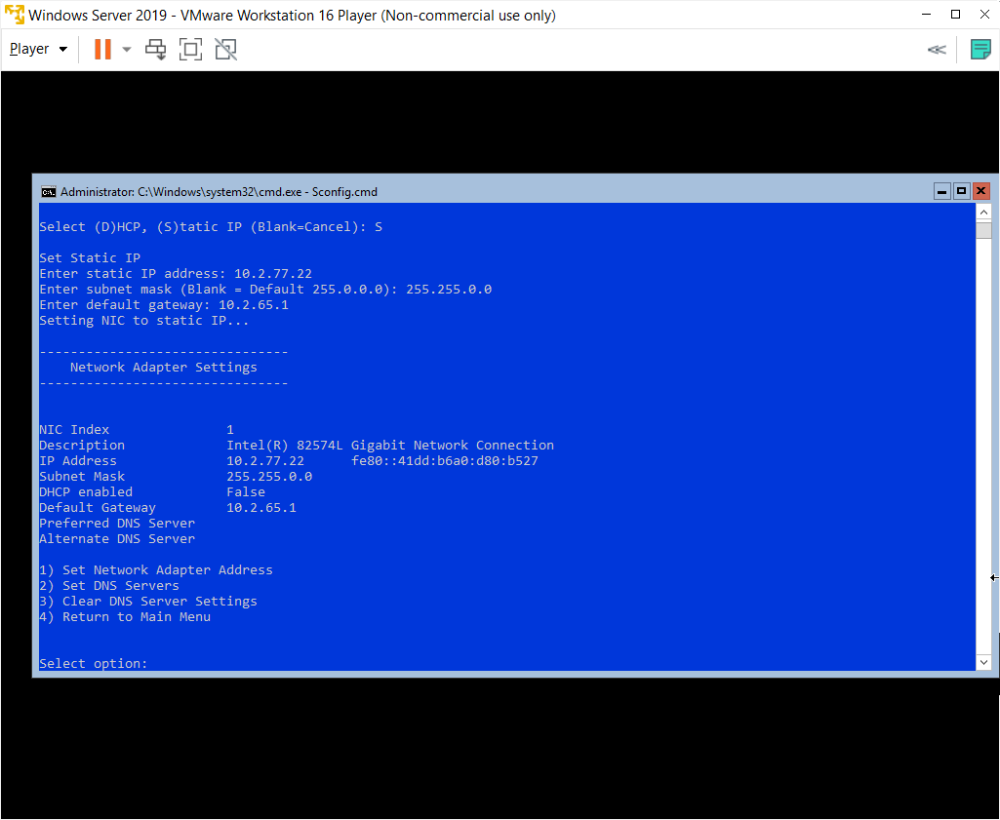 Windows Server 2019 - VMware Workstation 16 Player (Non-commercial use only)
Player
Administrator: C:\Windows\system32\cmd.exe - Sconfig.cmd
Select (D)HCP, (S)tatic IP (Blank=Cancel): S
Set Static IP
Enter static IP address: 10.2.77.22
Enter subnet mask (Blank = Default 255.0.0.0): 255.255.0.0
Enter default gateway: 10.2.65.1
Setting NIC to static IP...
--------------------------------
    Network Adapter Settings
--------------------------------
NIC Index               1
Description             Intel(R) 82574L Gigabit Network Connection
IP Address              10.2.77.22      fe80::41dd:b6a0:d80:b527
Subnet Mask             255.255.0.0
DHCP enabled            False
Default Gateway         10.2.65.1
Preferred DNS Server
Alternate DNS Server
1) Set Network Adapter Address
2) Set DNS Servers
3) Clear DNS Server Settings
4) Return to Main Menu
Select option: